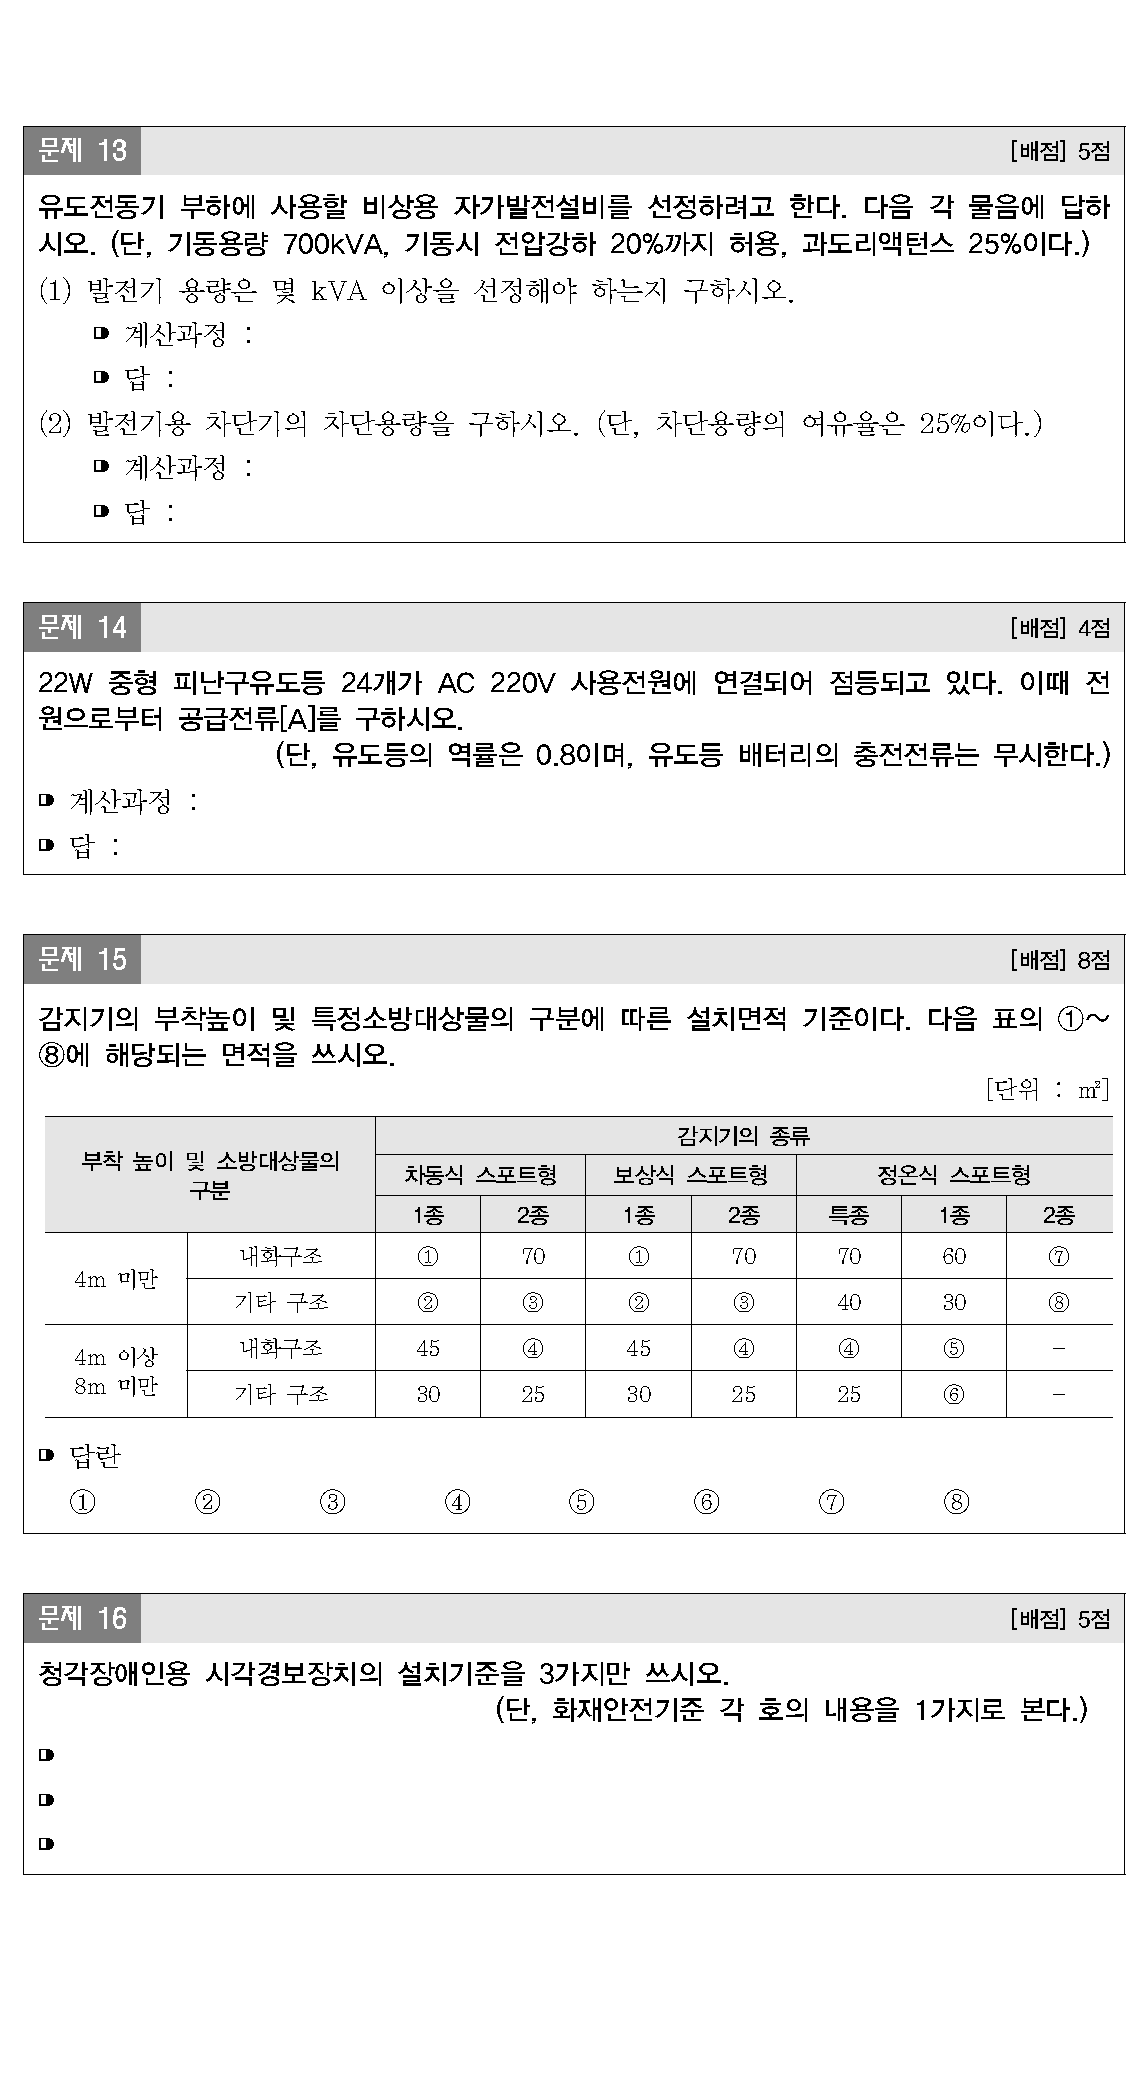 문제 13
[배점] 5점
유도전동기 부하에 사용할 비상용 자가발전설비를 선정하려고 한다. 다음 각 물음에 답하
시오. (단, 기동용량 700kVA, 기동시 전압강하 20%까지 허용, 과도리액턴스 25%이다.)
(1) 발전기 용량은 몇 kVA 이상을 선정해야 하는지 구하시오.
계산과정 :
답 :
(2) 발전기용 차단기의 차단용량을 구하시오. (단, 차단용량의 여유율은 25%이다.)
계산과정 :
답 :
문제 14
[배점] 4점
22W 중형 피난구유도등 24개가 AC 220V 사용전원에 연결되어 점등되고 있다. 이때 전
원으로부터 공급전류[A]를 구하시오.
(단, 유도등의 역률은 0.8이며, 유도등 배터리의 충전전류는 무시한다.)
계산과정 :
답 :
문제 15
[배점] 8점
감지기의 부착높이 및 특정소방대상물의 구분에 따른 설치면적 기준이다. 다음 표의 ①~
⑧에 해당되는 면적을 쓰시오.
[단위 : ㎡]
부착 높이 및 소방대상물의
구분
감지기의 종류
차동식 스포트형 보상식 스포트형 정온식 스포트형
1종 2종 1종 2종 특종 1종 2종
4m 미만
내화구조 ① 70 ① 70 70 60 ⑦
기타 구조 ② ③ ② ③ 40 30 ⑧
4m 이상
8m 미만
내화구조 45 ④ 45 ④ ④ ⑤ -
기타 구조 30 25 30 25 25 ⑥ -
답란
① ② ③ ④ ⑤ ⑥ ⑦ ⑧
문제 16
[배점] 5점
청각장애인용 시각경보장치의 설치기준을 3가지만 쓰시오.
(단, 화재안전기준 각 호의 내용을 1가지로 본다.)